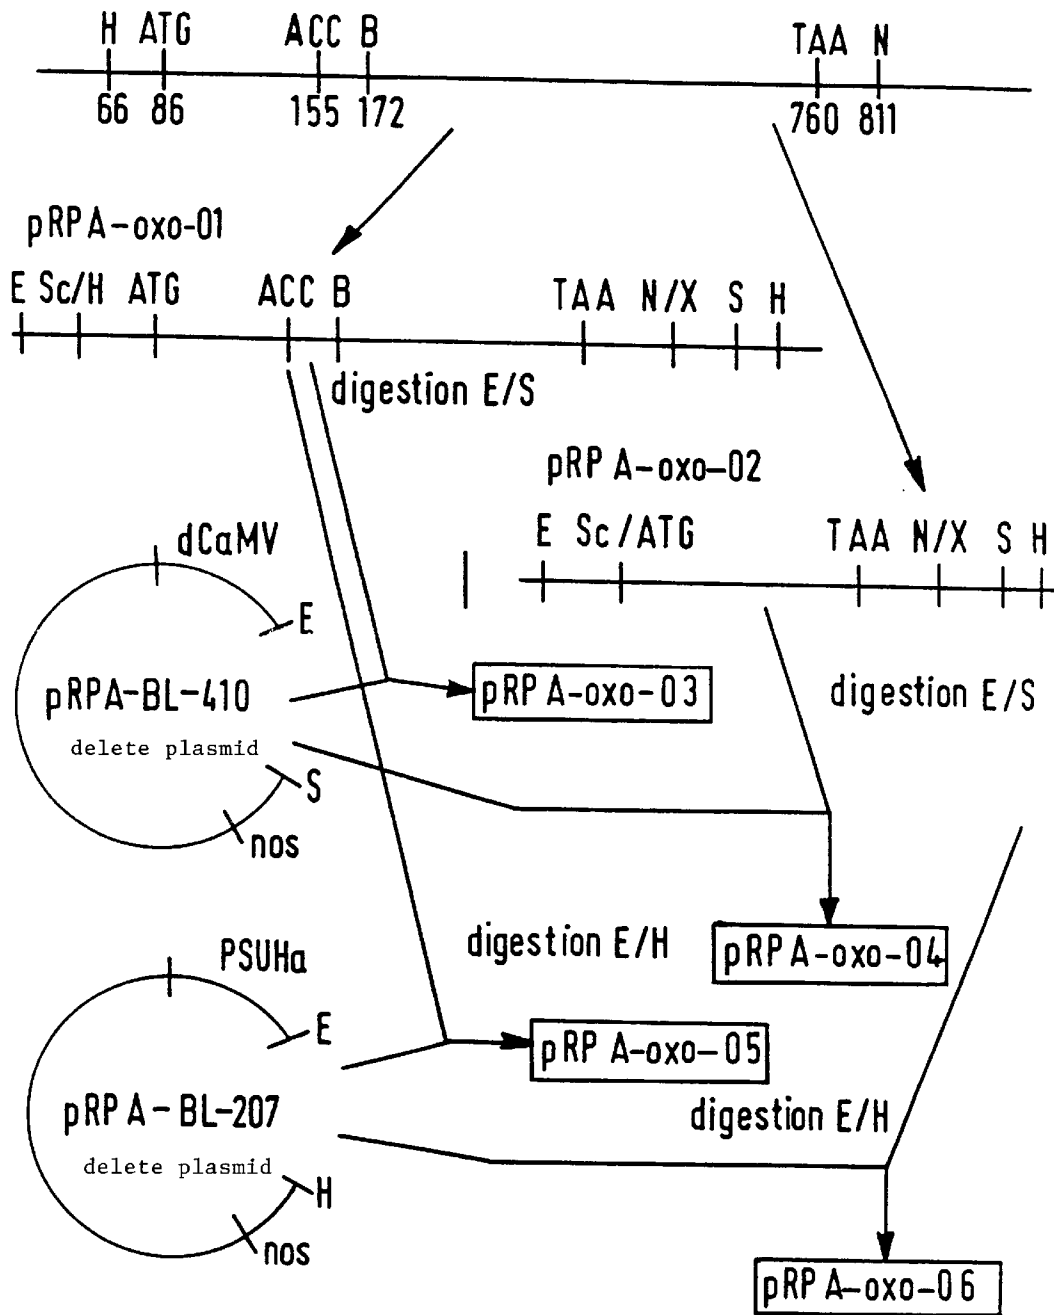 H ATG ACC B TAA N
66 86 155 172 760 811
pRPA-oxo-01
E Sc/H ATG ACC B TAA N/X S H
digestion E/S
pRPA-oxo-02
E Sc/ATG TAA N/X S H
dCaMV
E
pRPA-BL-410
delete plasmid
S
nos
pRPA-oxo-03
digestion E/S
digestion E/H
pRPA-oxo-04
PSUHa
E
pRPA-BL-207
delete plasmid
H
nos
pRPA-oxo-05
digestion E/H
pRPA-oxo-06